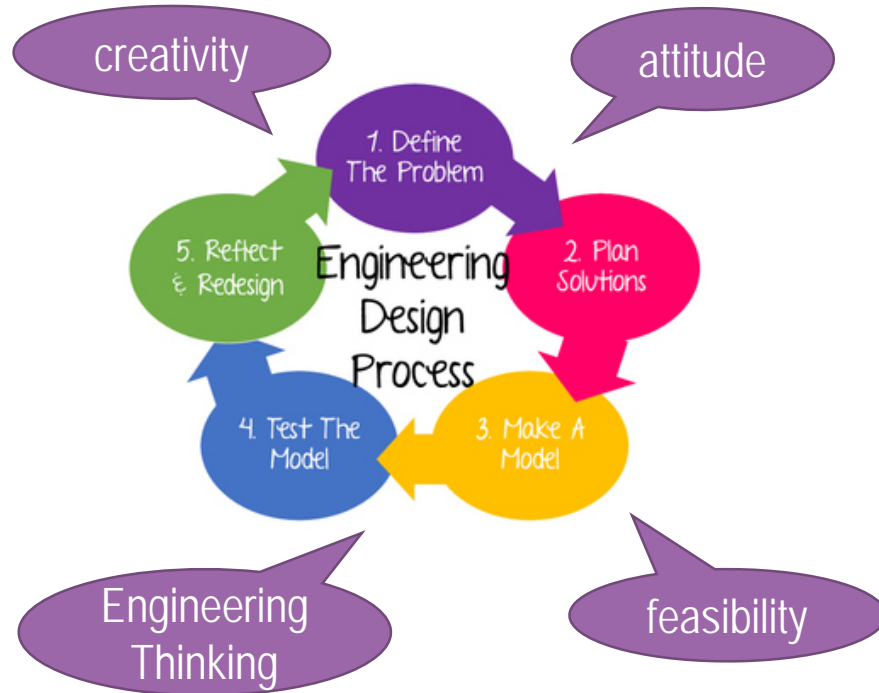 creativity
attitude
1. Define
The Problem
5. Reflect
& Redesign
Engineering
Design
Process
2. Plan
Solutions
4. Test The
Model
3. Make A
Model
Engineering
Thinking
feasibility